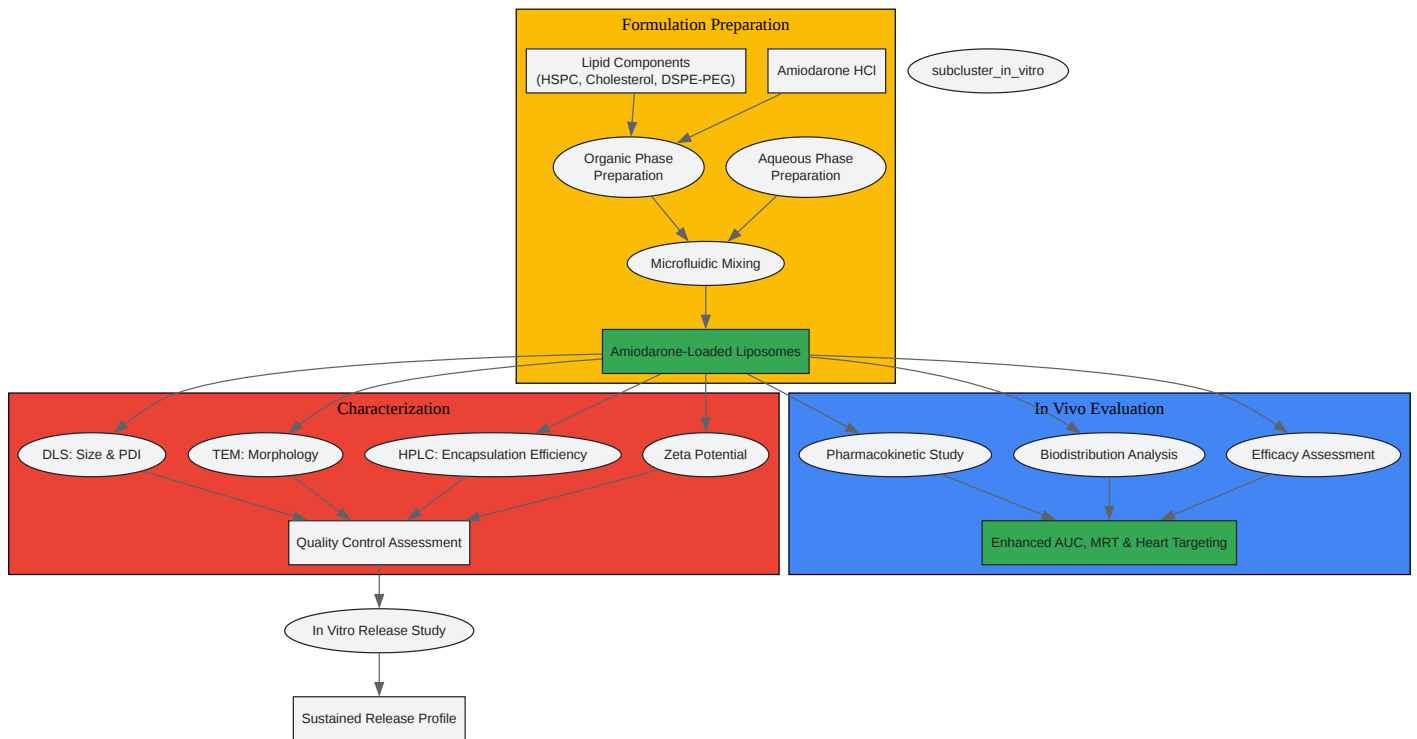 Formulation Preparation
Lipid Components
(HSPC, Cholesterol, DSPE-PEG)
Amiodarone HCl
subcluster_in_vitro
Organic Phase
Preparation
Aqueous Phase
Preparation
Microfluidic Mixing
Amiodarone-Loaded Liposomes
Characterization
In Vivo Evaluation
DLS: Size & PDI
TEM: Morphology
HPLC: Encapsulation Efficiency
Zeta Potential
Pharmacokinetic Study
Biodistribution Analysis
Efficacy Assessment
Quality Control Assessment
Enhanced AUC, MRT & Heart Targeting
In Vitro Release Study
Sustained Release Profile